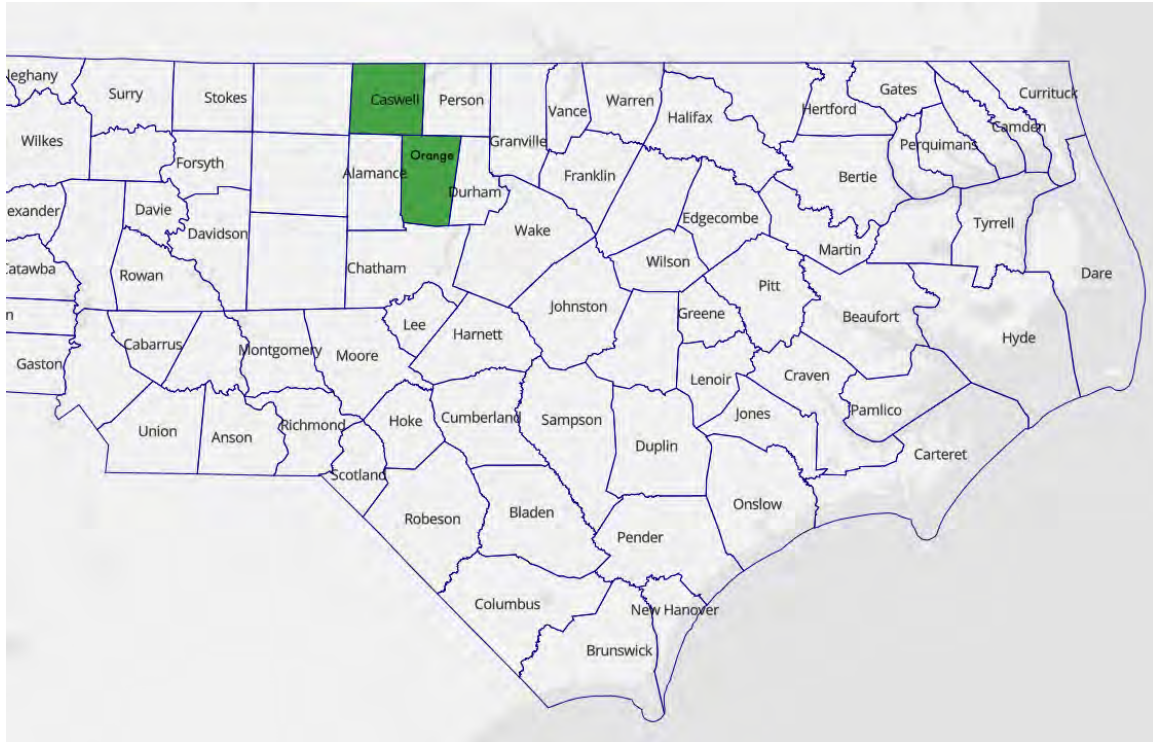 leghany
Surry
Stokes
Caswell
Person
Vance
Warren
Halifax
Hertford
Gates
Currituck
Camden
Wilkes
Forsyth
Alamance
Orange
Durham
Granville
Franklin
Perquimans
Bertie
exander
Davie
Davidson
Wake
Edgecombe
Martin
Tyrrell
Dare
atawba
Rowan
Chatham
Wilson
Pitt
n
Cabarrus
Montgomery
Moore
Lee
Harnett
Johnston
Greene
Beaufort
Hyde
Gaston
Lenoir
Craven
Union
Anson
Richmond
Hoke
Cumberland
Sampson
Jones
Pamlico
Scotland
Duplin
Carteret
Robeson
Bladen
Onslow
Pender
Columbus
New Hanover
Brunswick